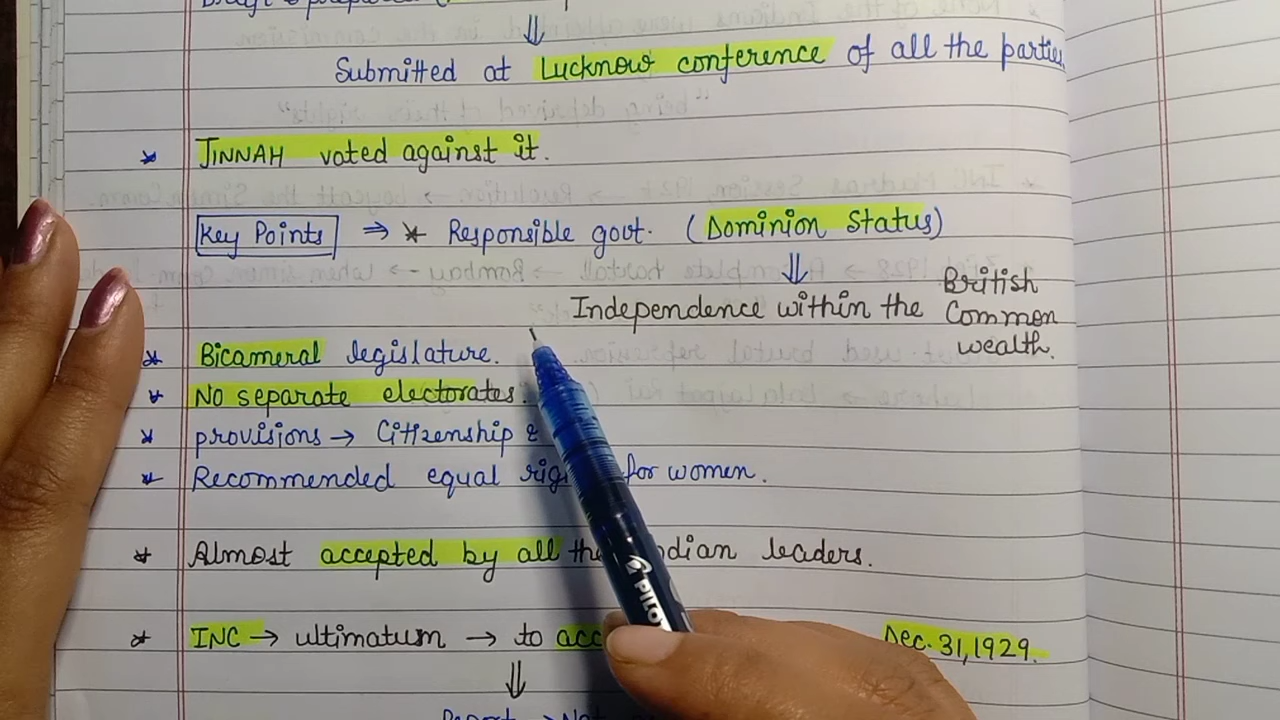 Submitted at Lucknow conference of all the parties
* JINNAH voted against it.
Key Points ⇒ * Responsible govt. (Dominion Status)
⇓
Independence within the British Common wealth.
* Bicameral legislature.
* No separate electorates.
* provisions → Citizenship &
* Recommended equal for women.
* Almost accepted by all the leaders.
* INC → ultimatum → to Dec. 31, 1929.
⇓
PILOT